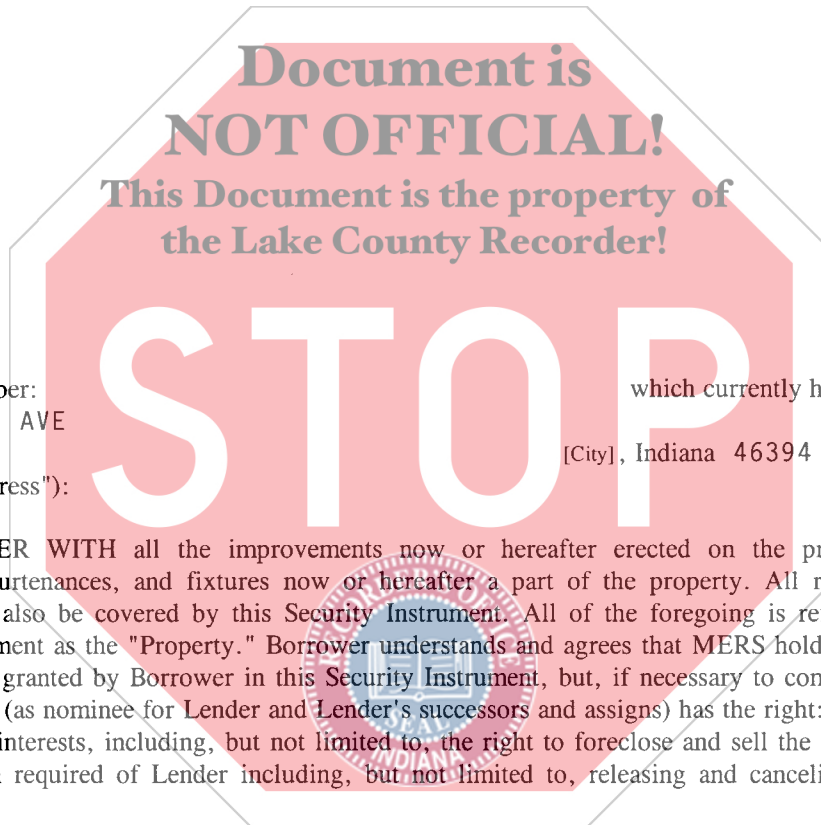 Document is
NOT OFFICIAL!
This Document is the property of
the Lake County Recorder!
STOP
ber: which currently h
AVE
[City], Indiana 46394
ress"):
ER WITH all the improvements now or hereafter erected on the pr
urtenances, and fixtures now or hereafter a part of the property. All r
also be covered by this Security Instrument. All of the foregoing is re
ment as the "Property." Borrower understands and agrees that MERS hold
granted by Borrower in this Security Instrument, but, if necessary to com
(as nominee for Lender and Lender's successors and assigns) has the right:
interests, including, but not limited to, the right to foreclose and sell the
required of Lender including, but not limited to, releasing and canceli
RECORDER'S OFFICE
SEAL
INDIANA